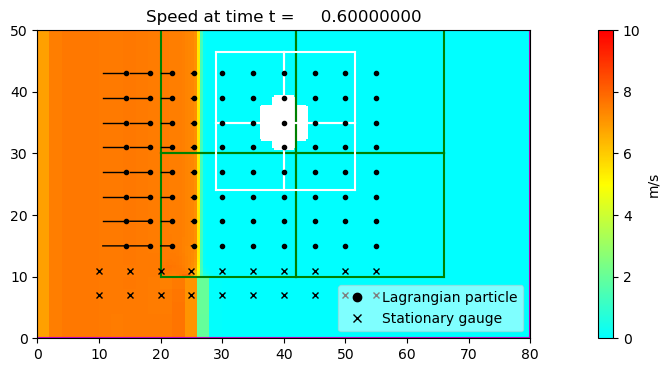 Speed at time t = 0.60000000
50
40
30
20
10
0
0 10 20 30 40 50 60 70 80
Lagrangian particle
Stationary gauge
10
8
6
4
2
0
m/s